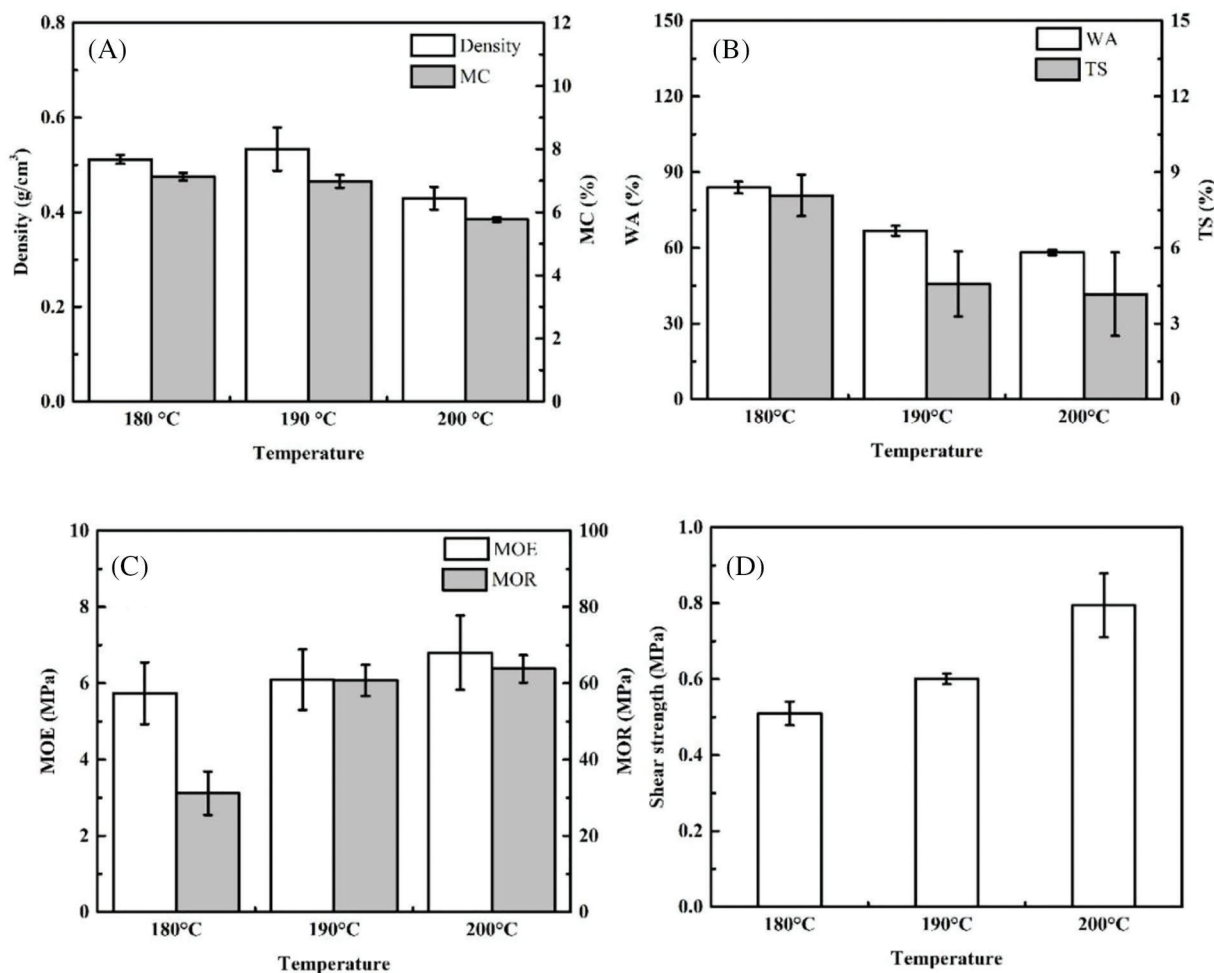 (A)
Density
MC
0.8
0.6
0.4
0.4
0.0
Density (g/cm³)
12
10
8
6
4
2
0
MC (%)
180 °C
190 °C
200 °C
Temperature
(B)
WA
TS
150
120
90
60
30
0
WA (%)
15
12
9
6
3
0
TS (%)
180°C
190°C
200°C
Temperature
(C)
MOE
MOR
10
8
6
4
2
0
MOE (MPa)
100
80
60
40
20
0
MOR (MPa)
180°C
190°C
200°C
Temperature
(D)
1.0
0.8
0.6
0.4
0.2
0.0
Shear strength (MPa)
180°C
190°C
200°C
Temperature